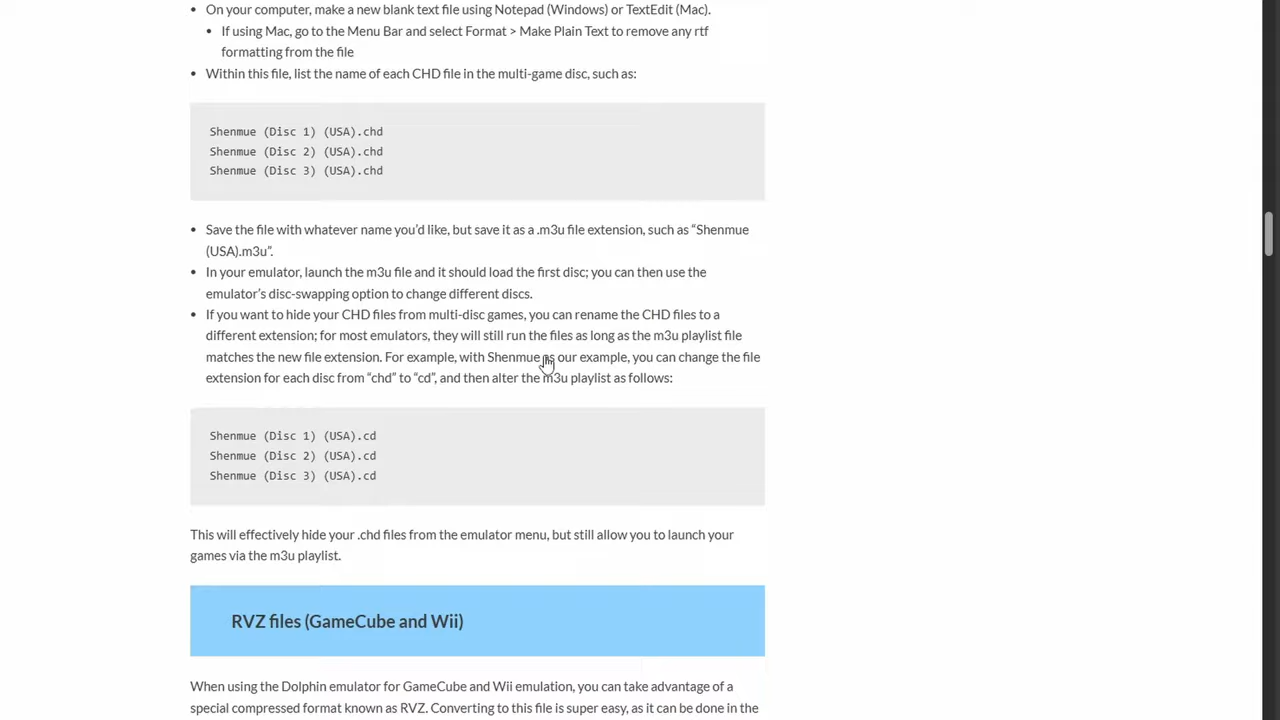 On your computer, make a new blank text file using Notepad (Windows) or TextEdit (Mac).
If using Mac, go to the Menu Bar and select Format > Make Plain Text to remove any rtf
formatting from the file
Within this file, list the name of each CHD file in the multi-game disc, such as:
Shenmue (Disc 1) (USA).chd
Shenmue (Disc 2) (USA).chd
Shenmue (Disc 3) (USA).chd
Save the file with whatever name you’d like, but save it as a .m3u file extension, such as “Shenmue
(USA).m3u”.
In your emulator, launch the m3u file and it should load the first disc; you can then use the
emulator’s disc-swapping option to change different discs.
If you want to hide your CHD files from multi-disc games, you can rename the CHD files to a
different extension; for most emulators, they will still run the files as long as the m3u playlist file
matches the new file extension. For example, with Shenmue as our example, you can change the file
extension for each disc from “chd” to “cd”, and then alter the m3u playlist as follows:
Shenmue (Disc 1) (USA).cd
Shenmue (Disc 2) (USA).cd
Shenmue (Disc 3) (USA).cd
This will effectively hide your .chd files from the emulator menu, but still allow you to launch your
games via the m3u playlist.
RVZ files (GameCube and Wii)
When using the Dolphin emulator for GameCube and Wii emulation, you can take advantage of a
special compressed format known as RVZ. Converting to this file is super easy, as it can be done in the